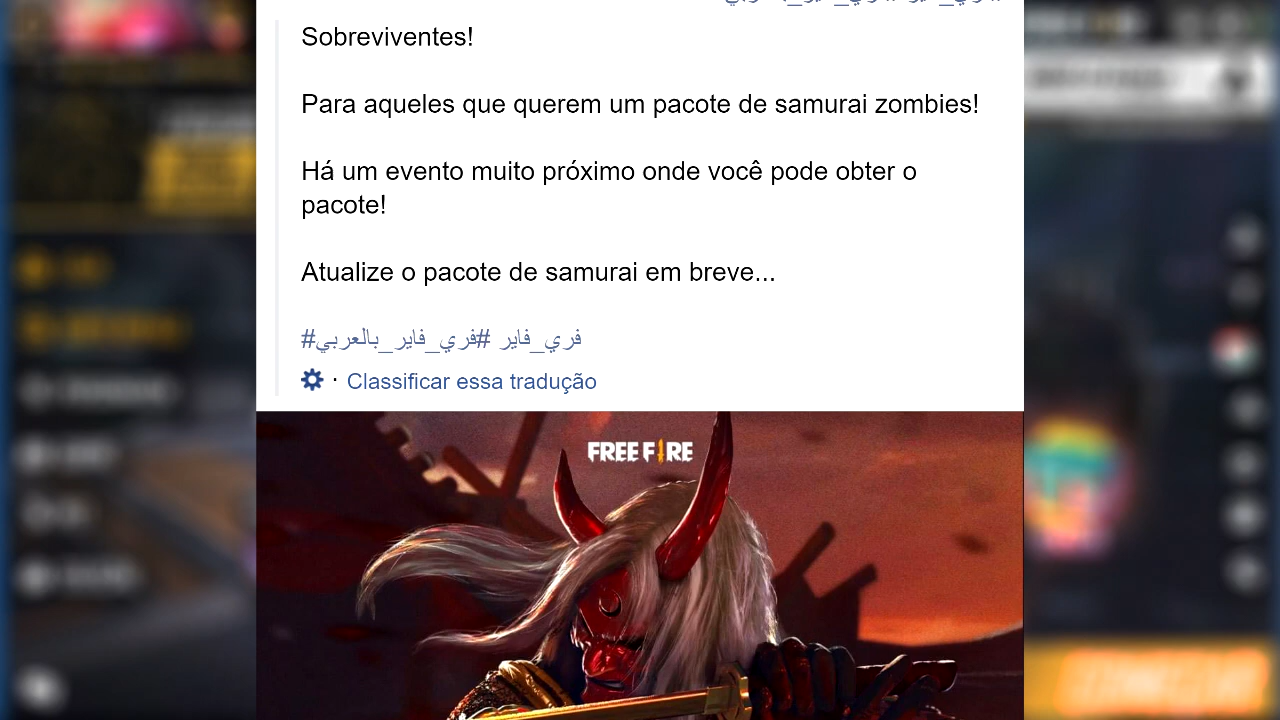 Sobreviventes!
Para aqueles que querem um pacote de samurai zombies!
Há um evento muito próximo onde você pode obter o
pacote!
Atualize o pacote de samurai em breve...
#فري_فاير #فري_فاير_بالعربي
· Classificar essa tradução
FREE FIRE